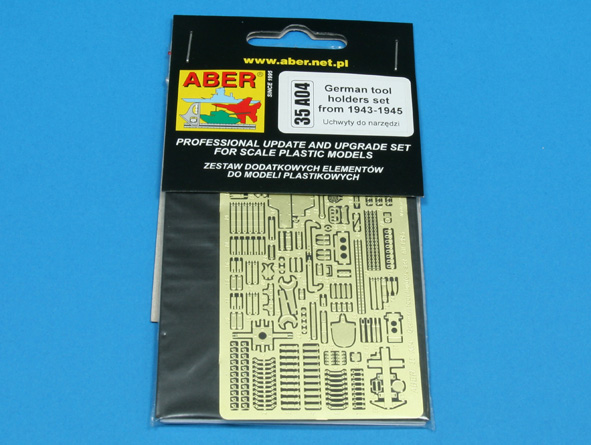 www.aber.net.pl
ABER®
SINCE 1995
35 A04
German tool
holders set
from 1943-1945
Uchwyty do narzędzi
PROFESSIONAL UPDATE AND UPGRADE SET
FOR SCALE PLASTIC MODELS
ZESTAW DODATKOWYCH ELEMENTÓW
DO MODELI PLASTIKOWYCH